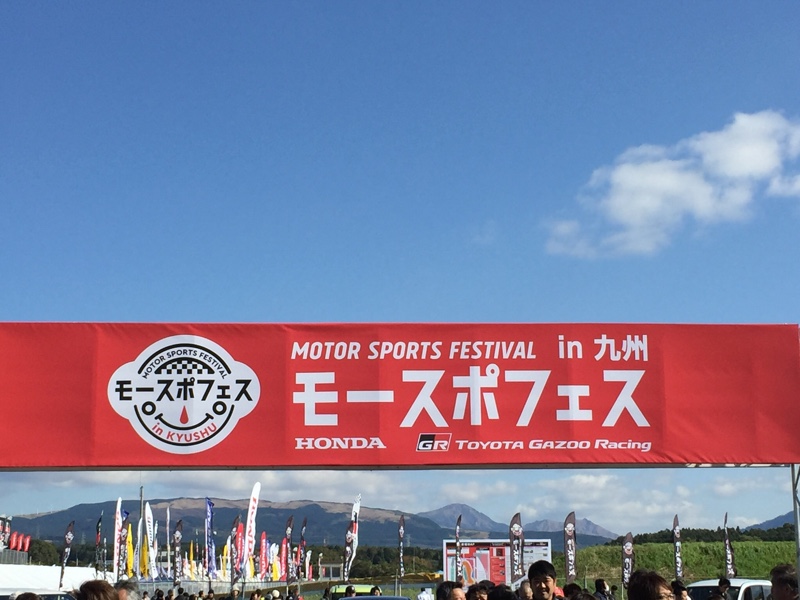 MOTOR SPORTS FESTIVAL
モースポフェス
in KYUSHU
MOTOR SPORTS FESTIVAL in 九州
モースポフェス
HONDA GR TOYOTA GAZOO Racing